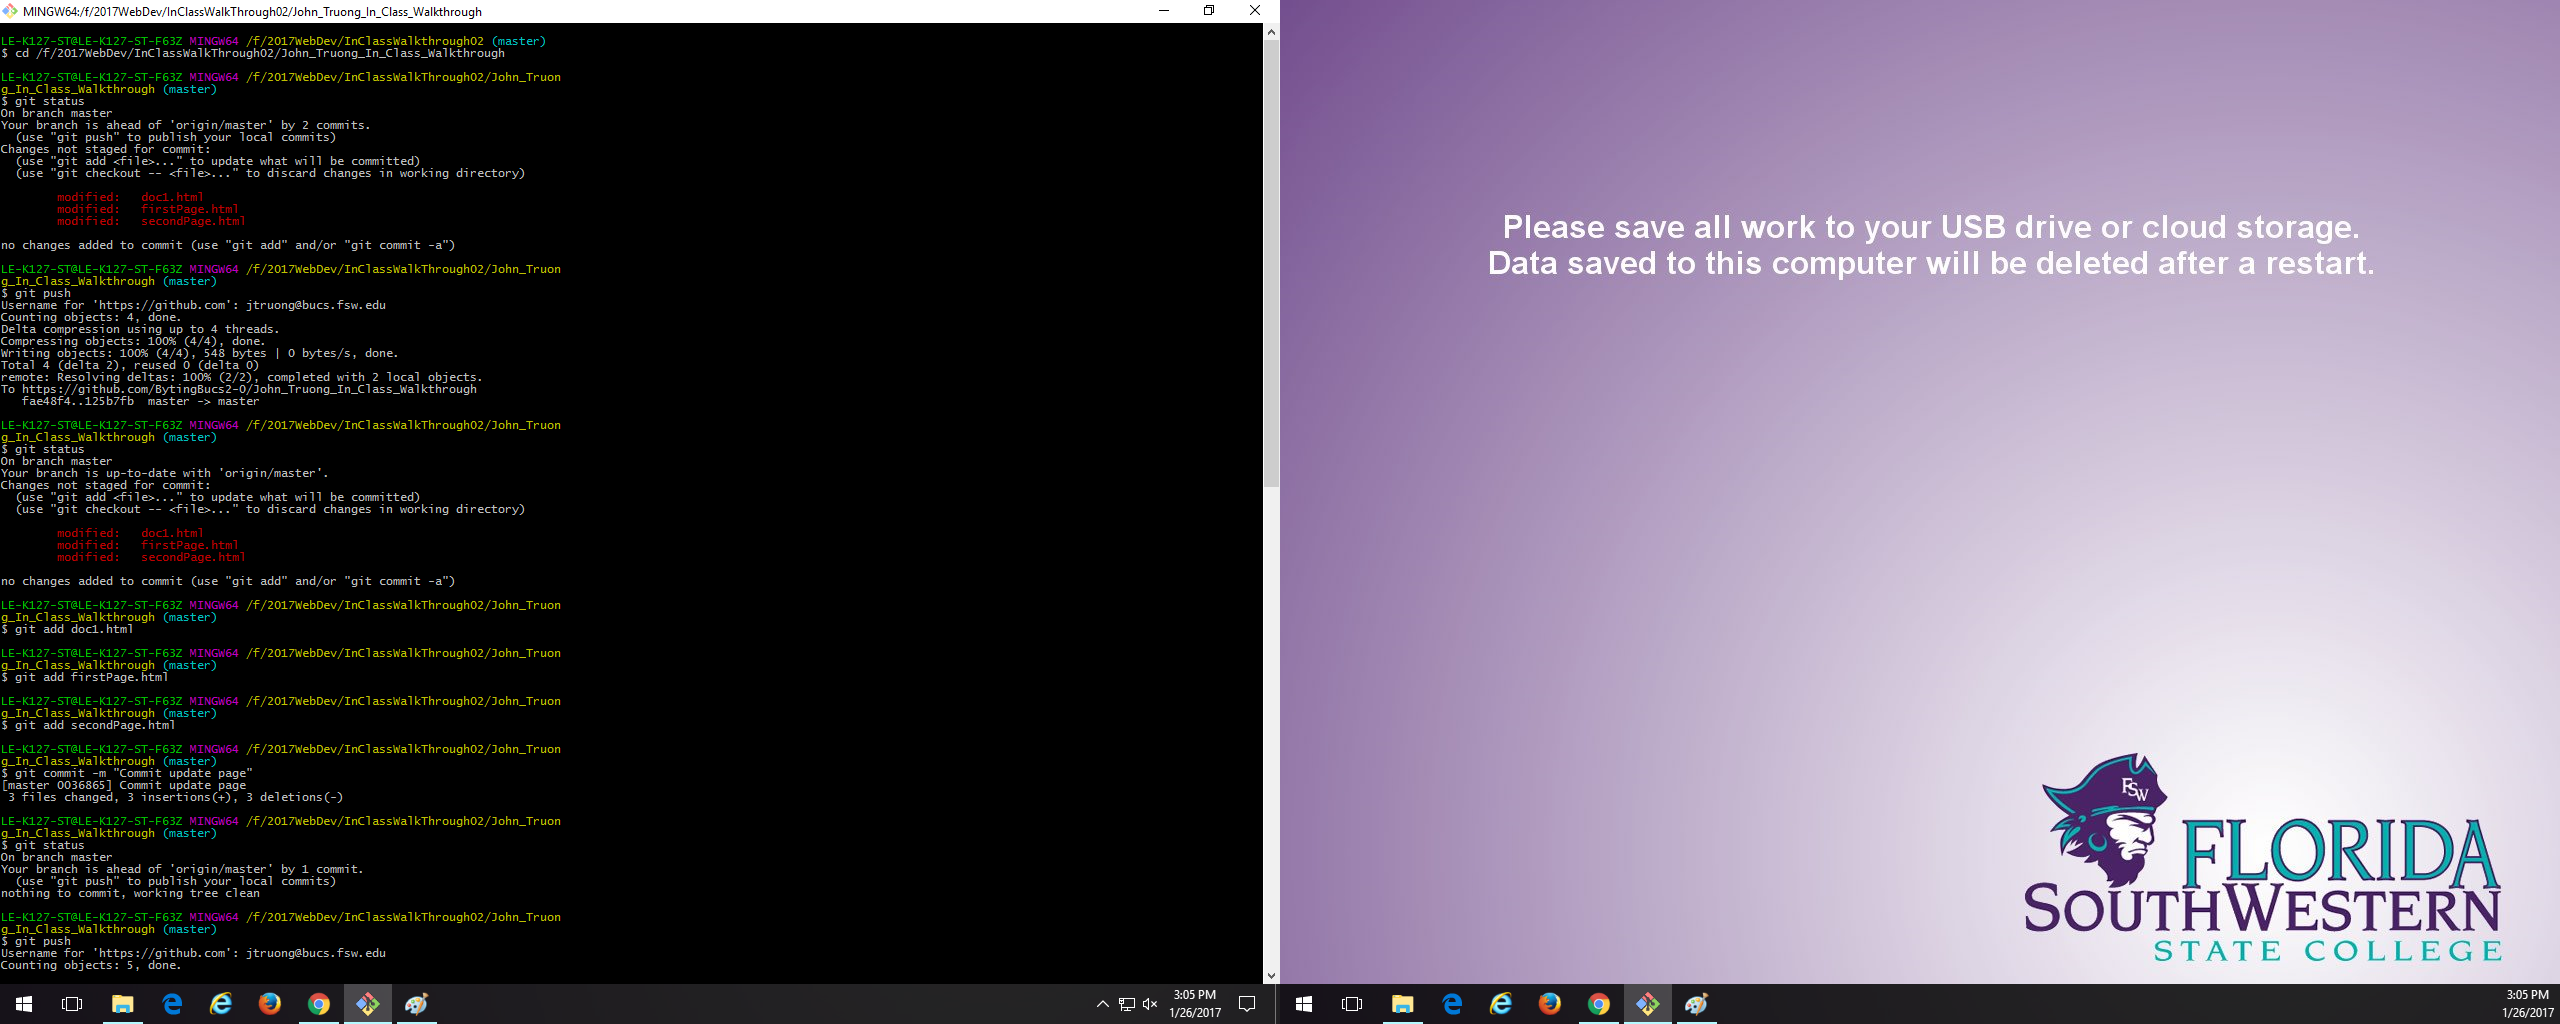 MINGW64:/f/2017WebDev/InClassWalkThrough02/John_Truong_In_Class_Walkthrough
LE-K127-ST@LE-K127-ST-F63Z MINGW64 /f/2017WebDev/InClassWalkthrough02 (master)
$ cd /f/2017WebDev/InClassWalkThrough02/John_Truong_In_Class_Walkthrough
LE-K127-ST@LE-K127-ST-F63Z MINGW64 /f/2017WebDev/InClassWalkThrough02/John_Truon
g_In_Class_Walkthrough (master)
$ git status
On branch master
Your branch is ahead of 'origin/master' by 2 commits.
  (use "git push" to publish your local commits)
Changes not staged for commit:
  (use "git add <file>..." to update what will be committed)
  (use "git checkout -- <file>..." to discard changes in working directory)
        modified:   doc1.html
        modified:   firstPage.html
        modified:   secondPage.html
no changes added to commit (use "git add" and/or "git commit -a")
LE-K127-ST@LE-K127-ST-F63Z MINGW64 /f/2017WebDev/InClassWalkThrough02/John_Truon
g_In_Class_Walkthrough (master)
$ git push
Username for 'https://github.com': jtruong@bucs.fsw.edu
Counting objects: 4, done.
Delta compression using up to 4 threads.
Compressing objects: 100% (4/4), done.
Writing objects: 100% (4/4), 548 bytes | 0 bytes/s, done.
Total 4 (delta 2), reused 0 (delta 0)
remote: Resolving deltas: 100% (2/2), completed with 2 local objects.
To https://github.com/BytingBucs2-0/John_Truong_In_Class_Walkthrough
   fae48f4..125b7fb  master -> master
LE-K127-ST@LE-K127-ST-F63Z MINGW64 /f/2017WebDev/InClassWalkThrough02/John_Truon
g_In_Class_Walkthrough (master)
$ git status
On branch master
Your branch is up-to-date with 'origin/master'.
Changes not staged for commit:
  (use "git add <file>..." to update what will be committed)
  (use "git checkout -- <file>..." to discard changes in working directory)
        modified:   doc1.html
        modified:   firstPage.html
        modified:   secondPage.html
no changes added to commit (use "git add" and/or "git commit -a")
LE-K127-ST@LE-K127-ST-F63Z MINGW64 /f/2017WebDev/InClassWalkThrough02/John_Truon
g_In_Class_Walkthrough (master)
$ git add doc1.html
LE-K127-ST@LE-K127-ST-F63Z MINGW64 /f/2017WebDev/InClassWalkThrough02/John_Truon
g_In_Class_Walkthrough (master)
$ git add firstPage.html
LE-K127-ST@LE-K127-ST-F63Z MINGW64 /f/2017WebDev/InClassWalkThrough02/John_Truon
g_In_Class_Walkthrough (master)
$ git add secondPage.html
LE-K127-ST@LE-K127-ST-F63Z MINGW64 /f/2017WebDev/InClassWalkThrough02/John_Truon
g_In_Class_Walkthrough (master)
$ git commit -m "Commit update page"
[master 0036865] Commit update page
 3 files changed, 3 insertions(+), 3 deletions(-)
LE-K127-ST@LE-K127-ST-F63Z MINGW64 /f/2017WebDev/InClassWalkThrough02/John_Truon
g_In_Class_Walkthrough (master)
$ git status
On branch master
Your branch is ahead of 'origin/master' by 1 commit.
  (use "git push" to publish your local commits)
nothing to commit, working tree clean
LE-K127-ST@LE-K127-ST-F63Z MINGW64 /f/2017WebDev/InClassWalkThrough02/John_Truon
g_In_Class_Walkthrough (master)
$ git push
Username for 'https://github.com': jtruong@bucs.fsw.edu
Counting objects: 5, done.
3:05 PM
1/26/2017
Please save all work to your USB drive or cloud storage.
Data saved to this computer will be deleted after a restart.
FSW
FLORIDA
SOUTHWESTERN
STATE COLLEGE
3:05 PM
1/26/2017